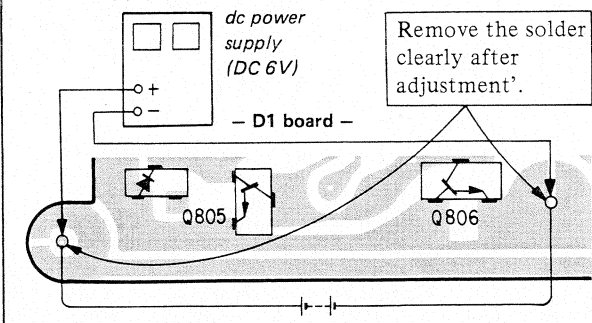 dc power
supply
(DC 6V)
+
−
Remove the solder
clearly after
adjustment'.
— D1 board —
Q805
Q806